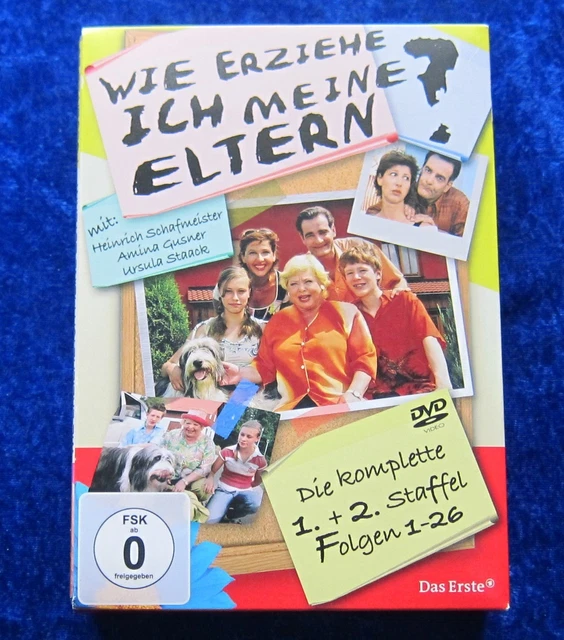 WIE ERZIEHE
ICH MEINE
ELTERN?
mit:
Heinrich Schafmeister
Amina Gusner
Ursula Staack
DVD
VIDEO
Die komplette
1. + 2. Staffel
Folgen 1-26
FSK
ab
0
freigegeben
Das Erste